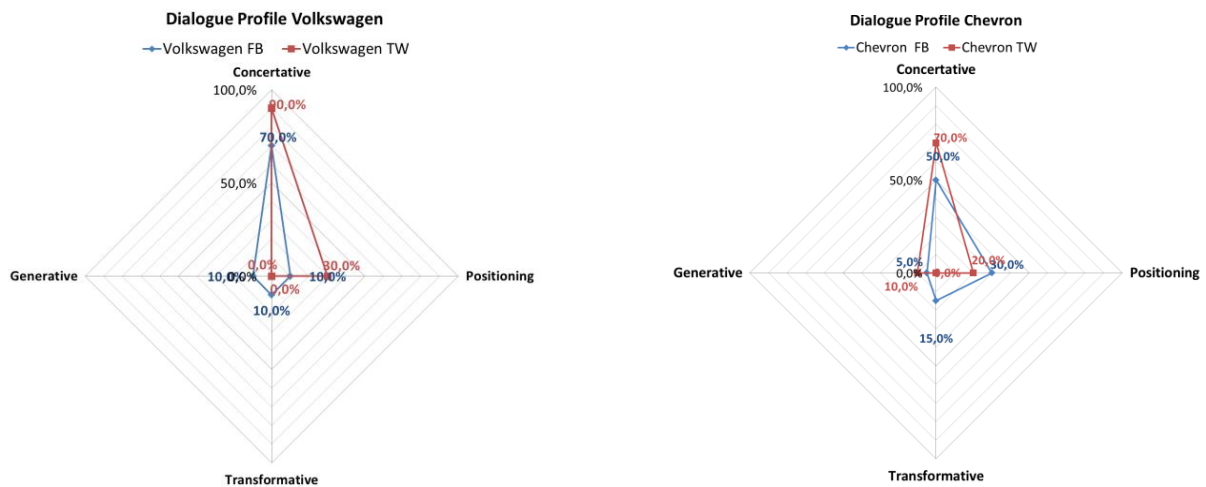 Dialogue Profile Volkswagen
Volkswagen FB Volkswagen TW
Concertative
100,0%
90,0%
70,0%
50,0%
0,0%
30,0%
Generative
10,0%
0,0%
10,0%
Positioning
0,0%
10,0%
Transformative
Dialogue Profile Chevron
Chevron FB Chevron TW
Concertative
100,0%
70,0%
50,0%
50,0%
5,0%
20,0%
30,0%
Generative
0,0%
0,0%
Positioning
10,0%
15,0%
Transformative